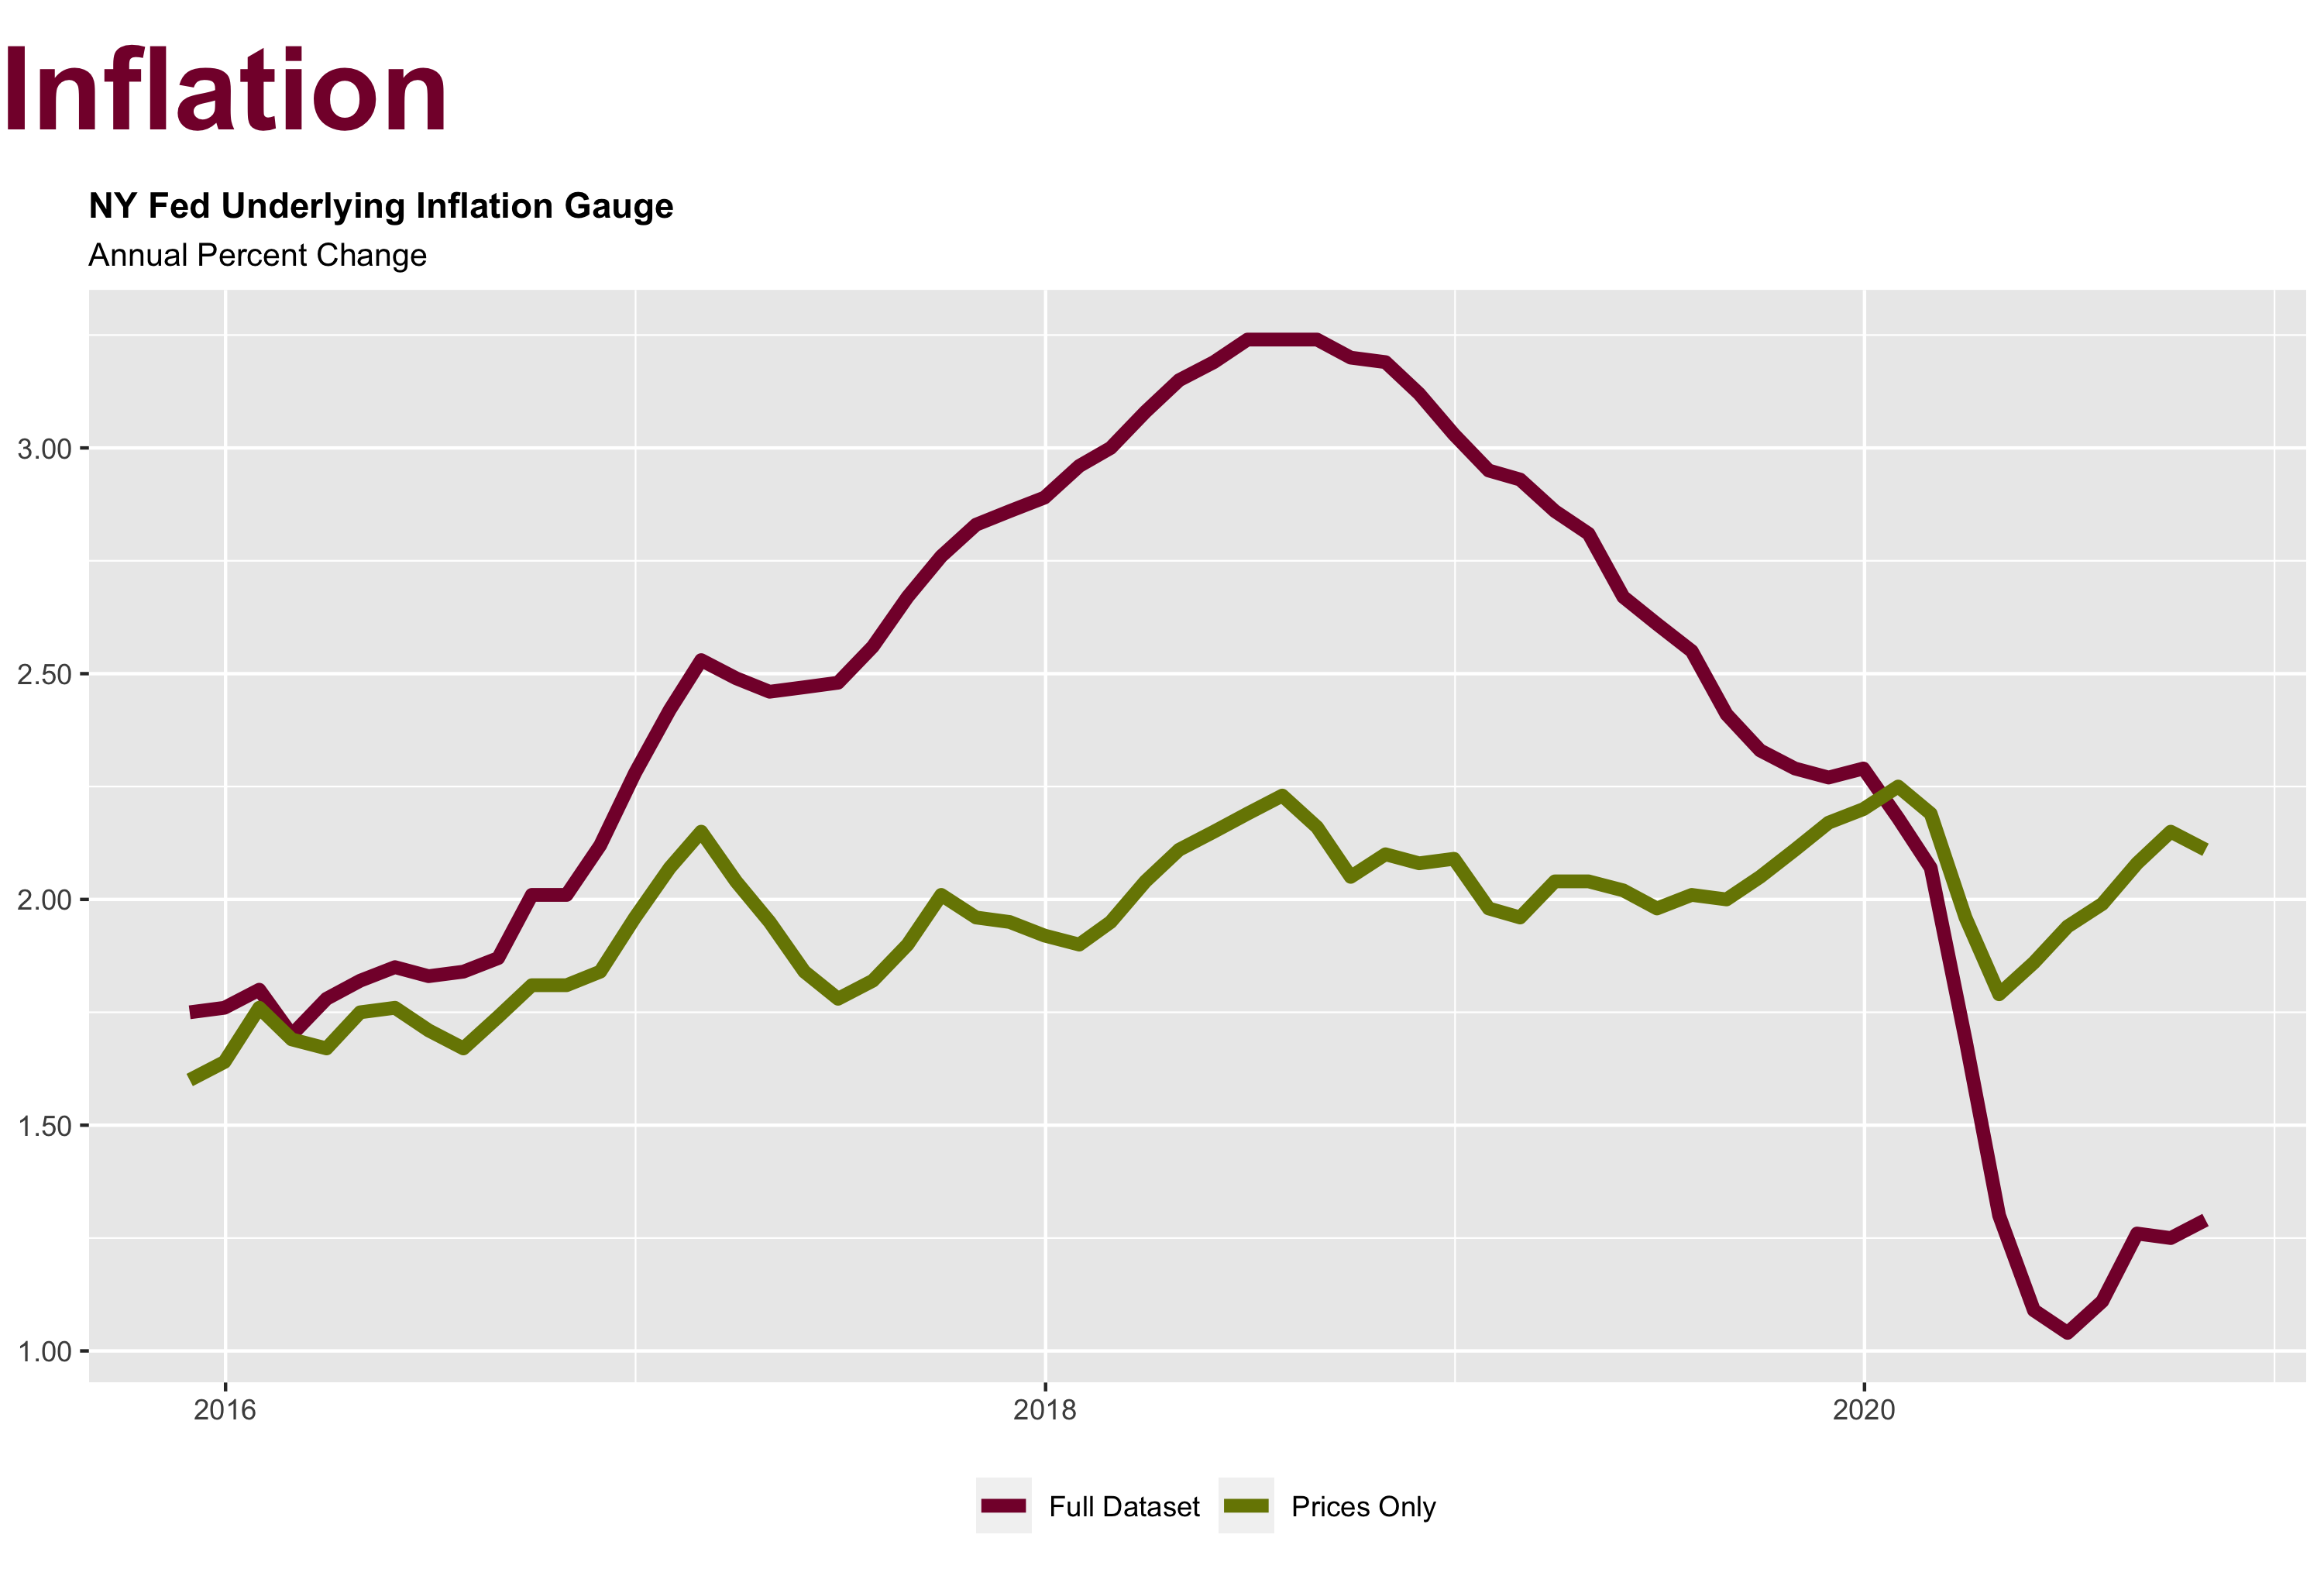 Inflation
NY Fed Underlying Inflation Gauge
Annual Percent Change
3.00
2.50
2.00
1.50
1.00
2016 2018 2020
Full Dataset Prices Only